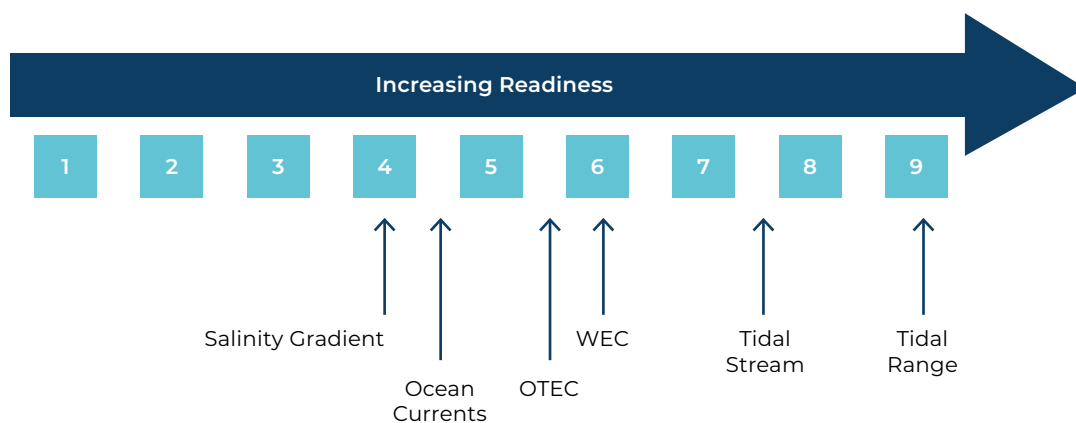 Increasing Readiness
1
2
3
4
5
6
7
8
9
Salinity Gradient
Ocean
Currents
OTEC
WEC
Tidal
Stream
Tidal
Range